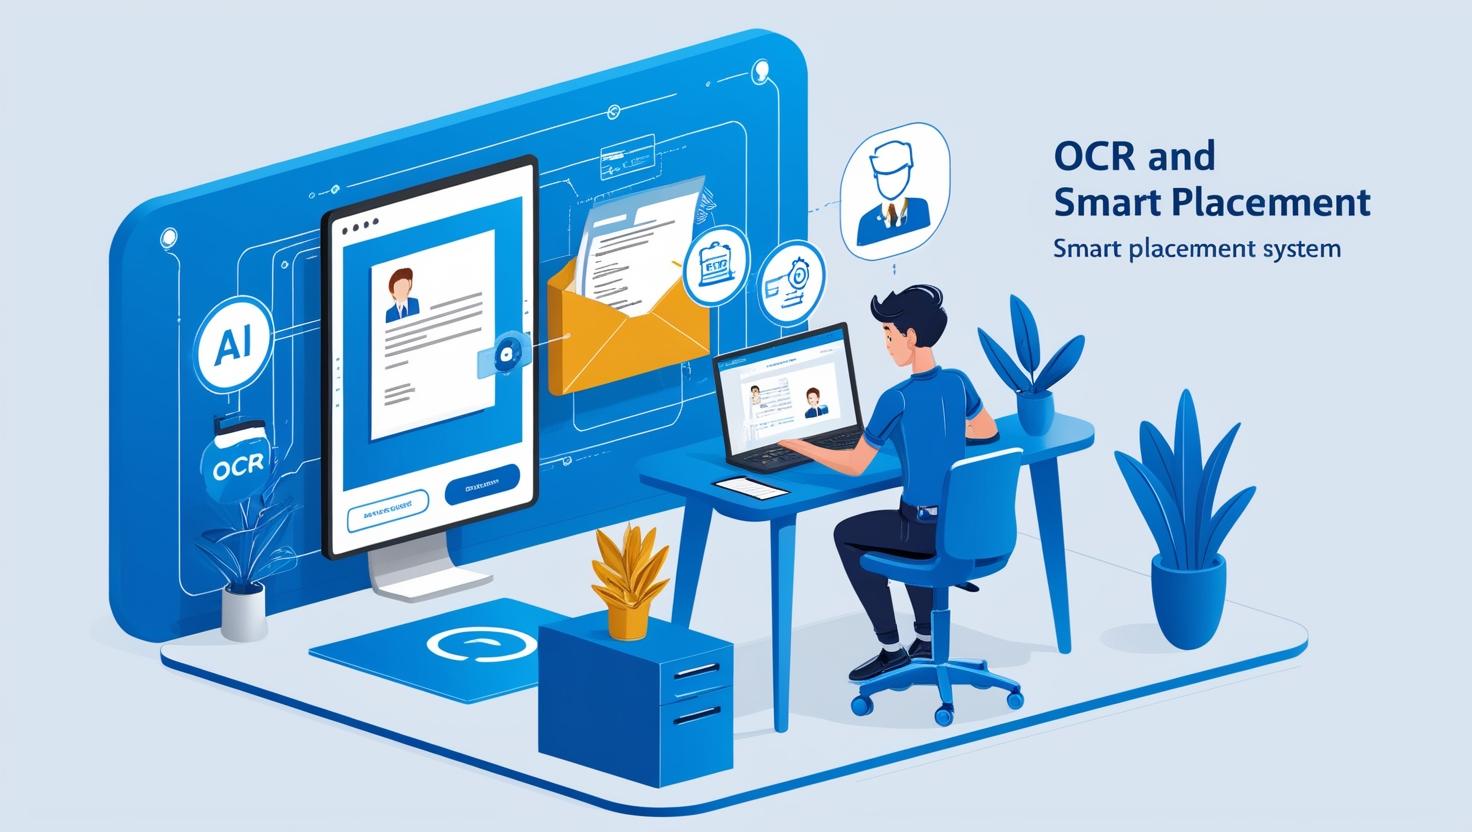 OCR and
Smart Placement
Smart placement system
AI
OCR